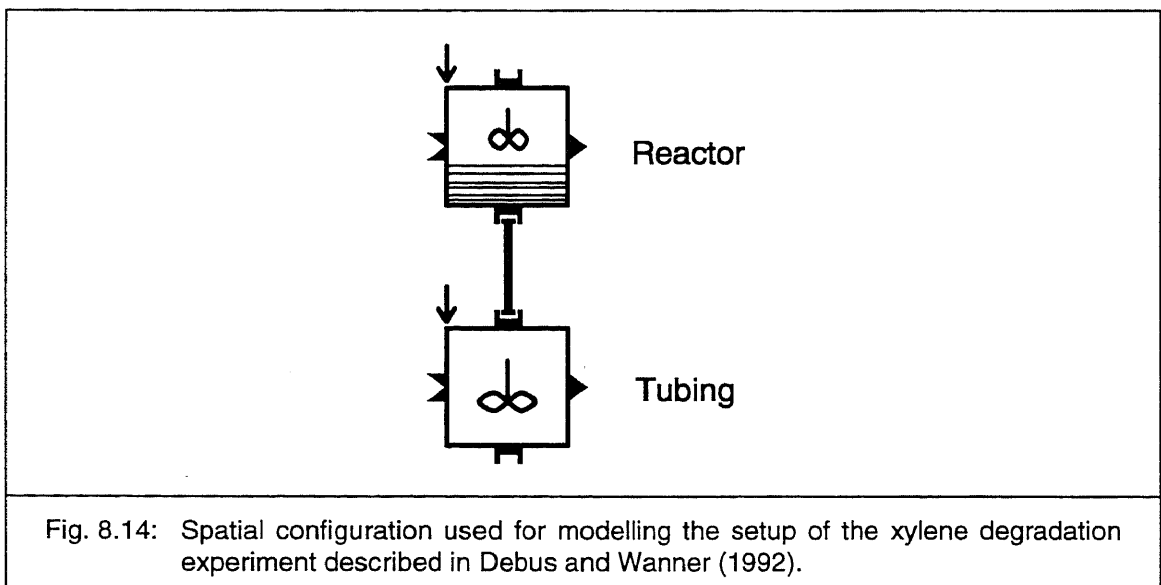 Reactor
Tubing
Fig. 8.14: Spatial configuration used for modelling the setup of the xylene degradation
experiment described in Debus and Wanner (1992).